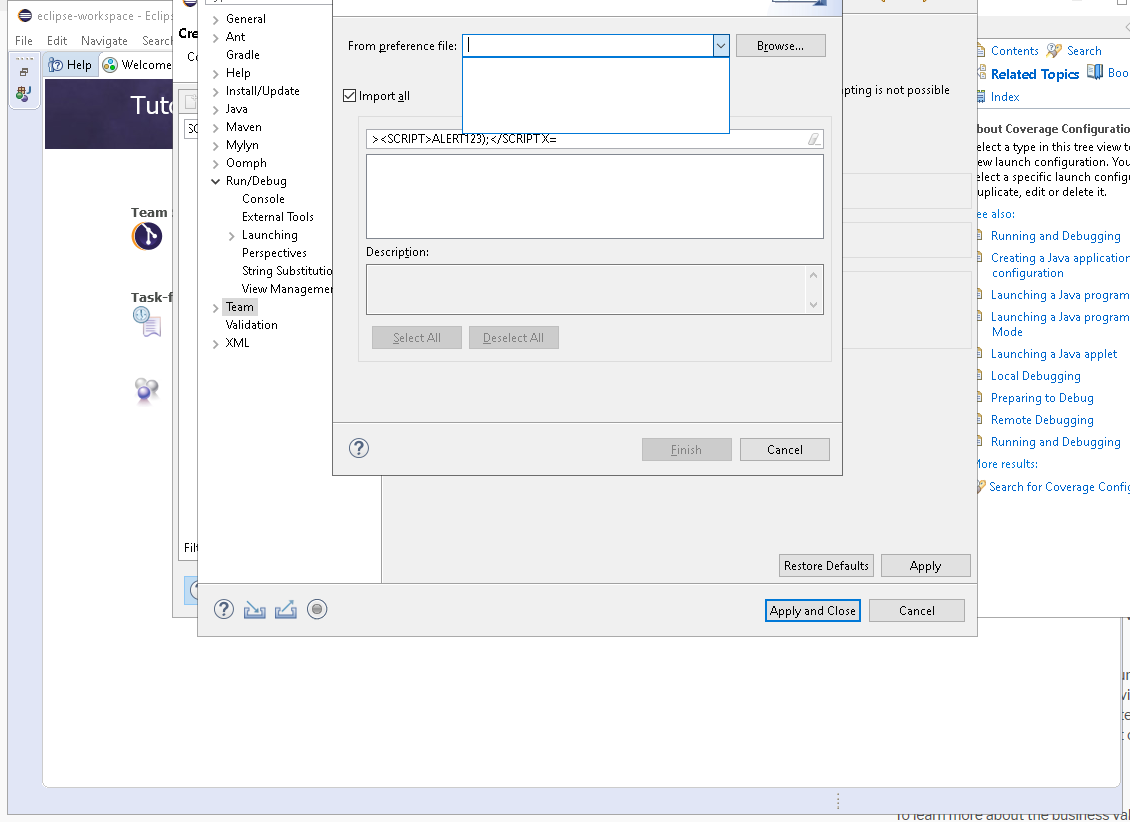 eclipse-workspace - Eclip
File Edit Navigate Search
Help
Welcome
Tuto
Team
Task-f
Cre
General
Ant
Gradle
Help
Install/Update
Java
Maven
Mylyn
Oomph
Run/Debug
Console
External Tools
Launching
Perspectives
String Substitutio
View Managemen
Team
Validation
XML
Filt
From preference file:
Browse...
Import all
><SCRIPT>ALERT123);</SCRIPT X=
Description:
Select All
Deselect All
Finish
Cancel
pting is not possible
Restore Defaults
Apply
Apply and Close
Cancel
Contents
Search
Related Topics
Boo
Index
bout Coverage Configuratio
elect a type in this tree view to
ew launch configuration. You
elect a specific launch configu
uplicate, edit or delete it.
ee also:
Running and Debugging
Creating a Java application
configuration
Launching a Java program
Launching a Java program
Mode
Launching a Java applet
Local Debugging
Preparing to Debug
Remote Debugging
Running and Debugging
More results:
Search for Coverage Config
To learn more about the business val